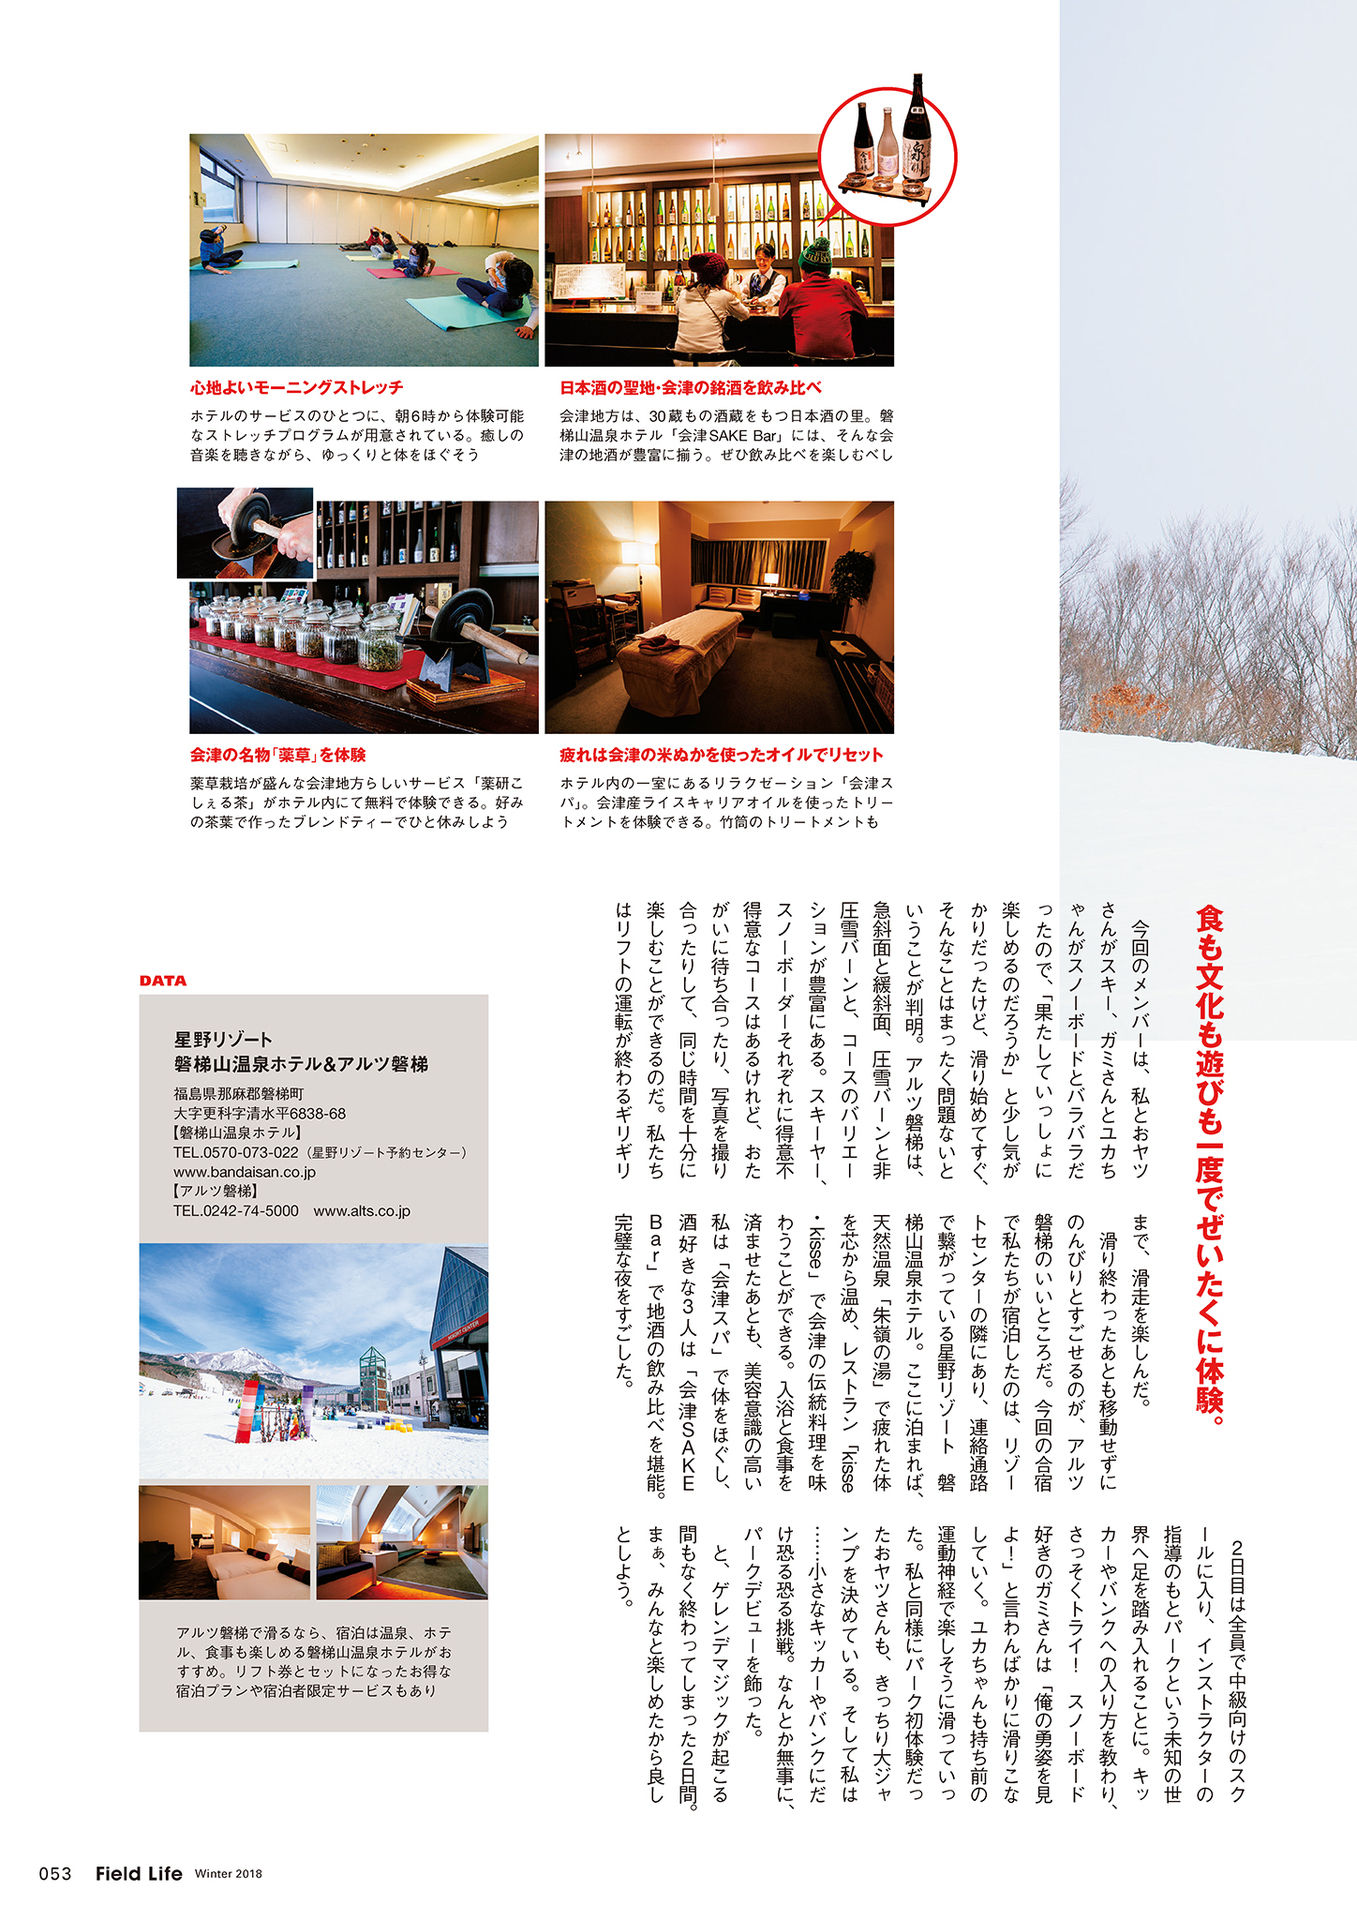 心地よいモーニングストレッチ
ホテルのサービスのひとつに、朝6時から体験可能
なストレッチプログラムが用意されている。癒しの
音楽を聴きながら、ゆっくりと体をほぐそう
日本酒の聖地・会津の銘酒を飲み比べ
会津地方は、30蔵もの酒蔵をもつ日本酒の里。磐
梯山温泉ホテル「会津SAKE Bar」には、そんな会
津の地酒が豊富に揃う。ぜひ飲み比べを楽しむべし
会津の名物「薬草」を体験
薬草栽培が盛んな会津地方らしいサービス「薬研こ
しぇる茶」がホテル内にて無料で体験できる。好み
の茶葉で作ったブレンドティーでひと休みしよう
疲れは会津の米ぬかを使ったオイルでリセット
ホテル内の一室にあるリラクゼーション「会津ス
パ」。会津産ライスキャリアオイルを使ったトリー
トメントを体験できる。竹筒のトリートメントも
食も文化も遊びも一度でぜいたくに体験。
今回のメンバーは、私とおヤツ
さんがスキー、ガミさんとユカち
ゃんがスノーボードとバラバラだ
ったので、「果たしていっしょに
楽しめるのだろうか」と少し気が
かりだったけど、滑り始めてすぐ、
そんなことはまったく問題ないと
いうことが判明。アルツ磐梯は、
急斜面と緩斜面、圧雪バーンと非
圧雪バーンと、コースのバリエー
ションが豊富にある。スキーヤー、
スノーボーダーそれぞれに得意不
得意なコースはあるけれど、おた
がいに待ち合ったり、写真を撮り
合ったりして、同じ時間を十分に
楽しむことができるのだ。私たち
はリフトの運転が終わるギリギリ
まで、滑走を楽しんだ。
滑り終わったあとも移動せずに
のんびりとすごせるのが、アルツ
磐梯のいいところだ。今回の合宿
で私たちが宿泊したのは、リゾー
トセンターの隣にあり、連絡通路
で繋がっている星野リゾート　磐
梯山温泉ホテル。ここに泊まれば、
天然温泉「朱嶺の湯」で疲れた体
を芯から温め、レストラン「kisse
・kisse」で会津の伝統料理を味
わうことができる。入浴と食事を
済ませたあとも、美容意識の高い
私は「会津スパ」で体をほぐし、
酒好きな3人は「会津SAKE
Bar」で地酒の飲み比べを堪能。
完璧な夜をすごした。
2日目は全員で中級向けのスク
ールに入り、インストラクターの
指導のもとパークという未知の世
界へ足を踏み入れることに。キッ
カーやバンクへの入り方を教わり、
さっそくトライ！　スノーボード
好きのガミさんは「俺の勇姿を見
よ！」と言わんばかりに滑りこな
していく。ユカちゃんも持ち前の
運動神経で楽しそうに滑っていっ
た。私と同様にパーク初体験だっ
たおヤツさんも、きっちり大ジャ
ンプを決めている。そして私は
……小さなキッカーやバンクにだ
け恐る恐る挑戦。なんとか無事に、
パークデビューを飾った。
と、ゲレンデマジックが起こる
間もなく終わってしまった2日間。
まぁ、みんなと楽しめたから良し
としよう。
DATA
星野リゾート
磐梯山温泉ホテル&アルツ磐梯
福島県耶麻郡磐梯町
大字更科字清水平6838-68
【磐梯山温泉ホテル】
TEL.0570-073-022（星野リゾート予約センター）
www.bandaisan.co.jp
【アルツ磐梯】
TEL.0242-74-5000　www.alts.co.jp
アルツ磐梯で滑るなら、宿泊は温泉、ホテ
ル、食事も楽しめる磐梯山温泉ホテルがお
すすめ。リフト券とセットになったお得な
宿泊プランや宿泊者限定サービスもあり
053 Field Life Winter 2018